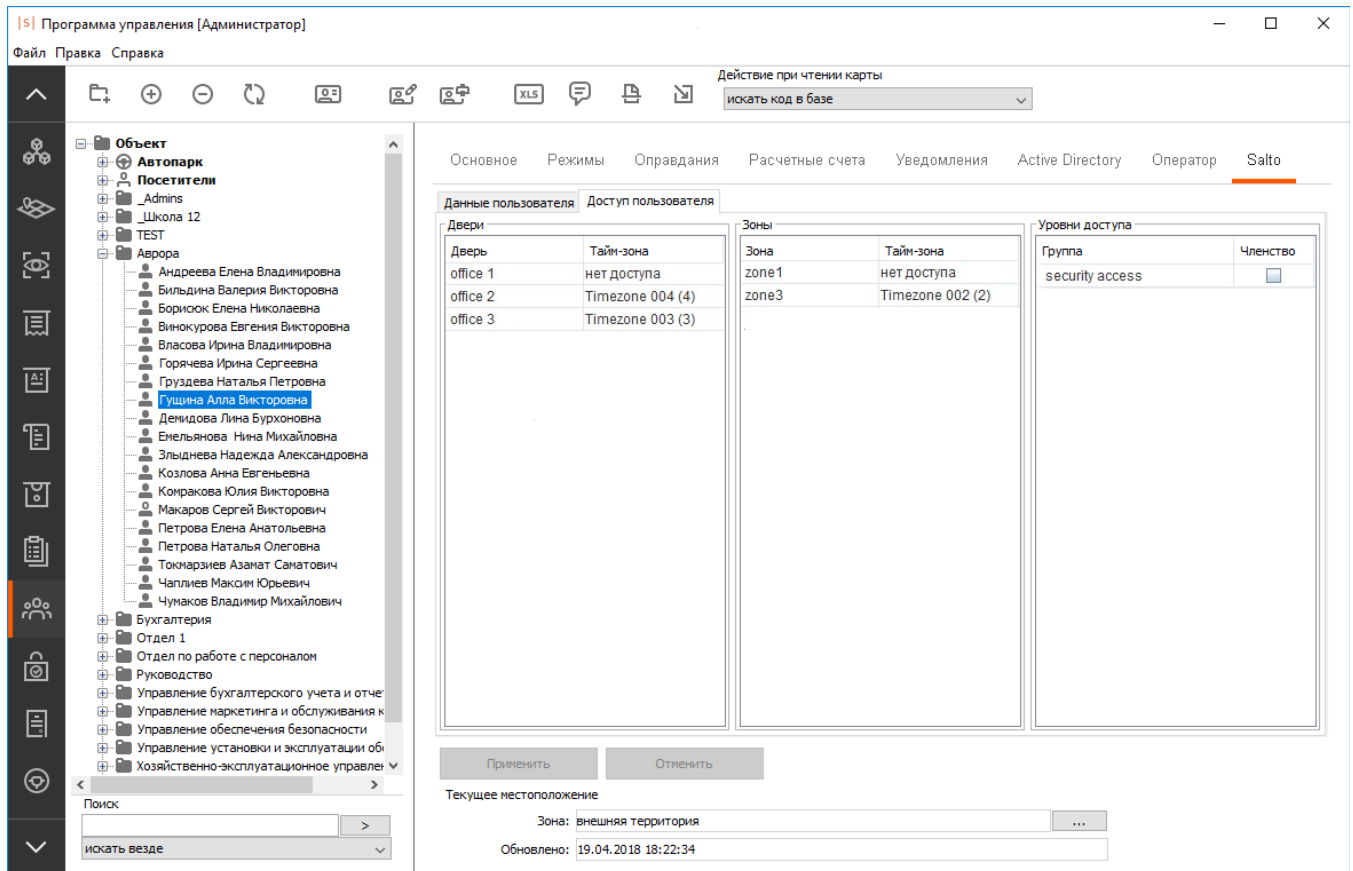 |S| Программа управления [Администратор]
Файл Правка Справка
Действие при чтении карты
XLS
искать код в базе
Объект
Автопарк
Посетители
_Admins
_Школа 12
TEST
Аврора
Андреева Елена Владимировна
Бильдина Валерия Викторовна
Борисюк Елена Николаевна
Винокурова Евгения Викторовна
Власова Ирина Владимировна
Горячева Ирина Сергеевна
Груздева Наталья Петровна
Гущина Алла Викторовна
Демидова Лина Бурхоновна
Емельянова Нина Михайловна
Злыднева Надежда Александровна
Козлова Анна Евгеньевна
Комракова Юлия Викторовна
Макаров Сергей Викторович
Петрова Елена Анатольевна
Петрова Наталья Олеговна
Токмарзиев Азамат Саматович
Чаплиев Максим Юрьевич
Чумаков Владимир Михайлович
Бухгалтерия
Отдел 1
Отдел по работе с персоналом
Руководство
Управление бухгалтерского учета и отче
Управление маркетинга и обслуживания к
Управление обеспечения безопасности
Управление установки и эксплуатации об
Хозяйственно-эксплуатационное управле
Поиск
>
искать везде
Основное Режимы Оправдания Расчетные счета Уведомления Active Directory Оператор Salto
Данные пользователя Доступ пользователя
Двери Зоны Уровни доступа
Дверь Тайм-зона Зона Тайм-зона Группа Членство
office 1 нет доступа zone1 нет доступа security access
office 2 Timezone 004 (4) zone3 Timezone 002 (2)
office 3 Timezone 003 (3)
Применить Отменить
Текущее местоположение
Зона: внешняя территория ...
Обновлено: 19.04.2018 18:22:34